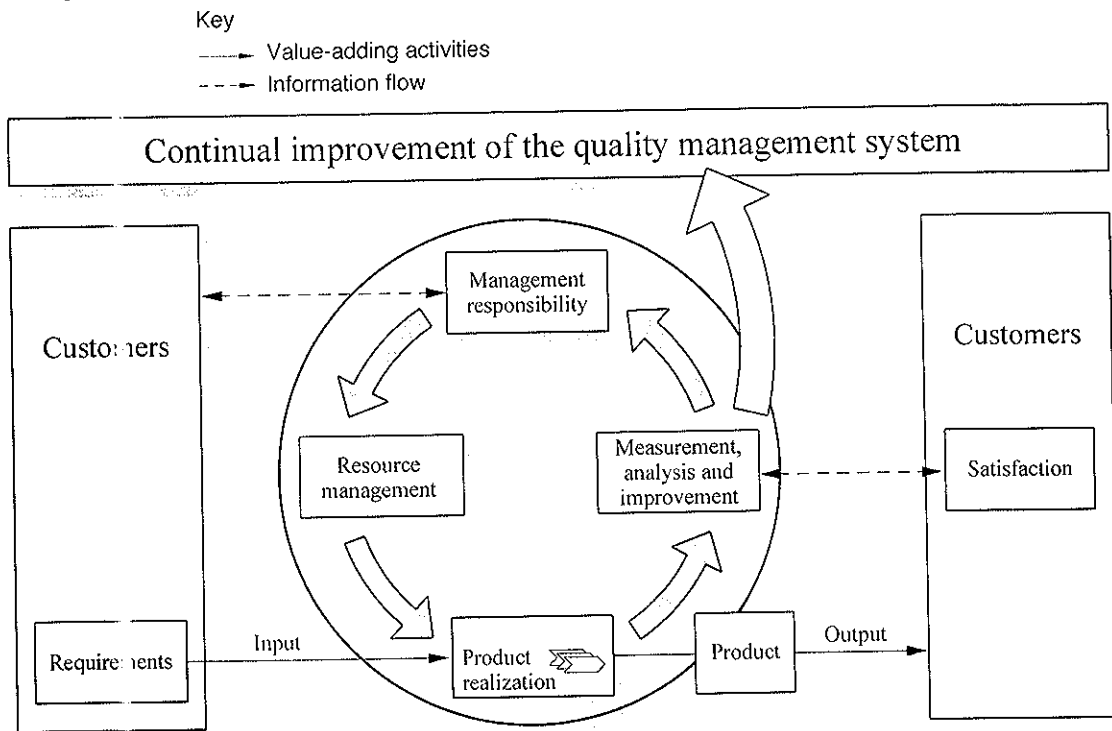 Key
Value-adding activities
Information flow
Continual improvement of the quality management system
Customers
Management
responsibility
Customers
Resource
management
Measurement,
analysis and
improvement
Satisfaction
Requirements
Input
Product
realization
Product
Output